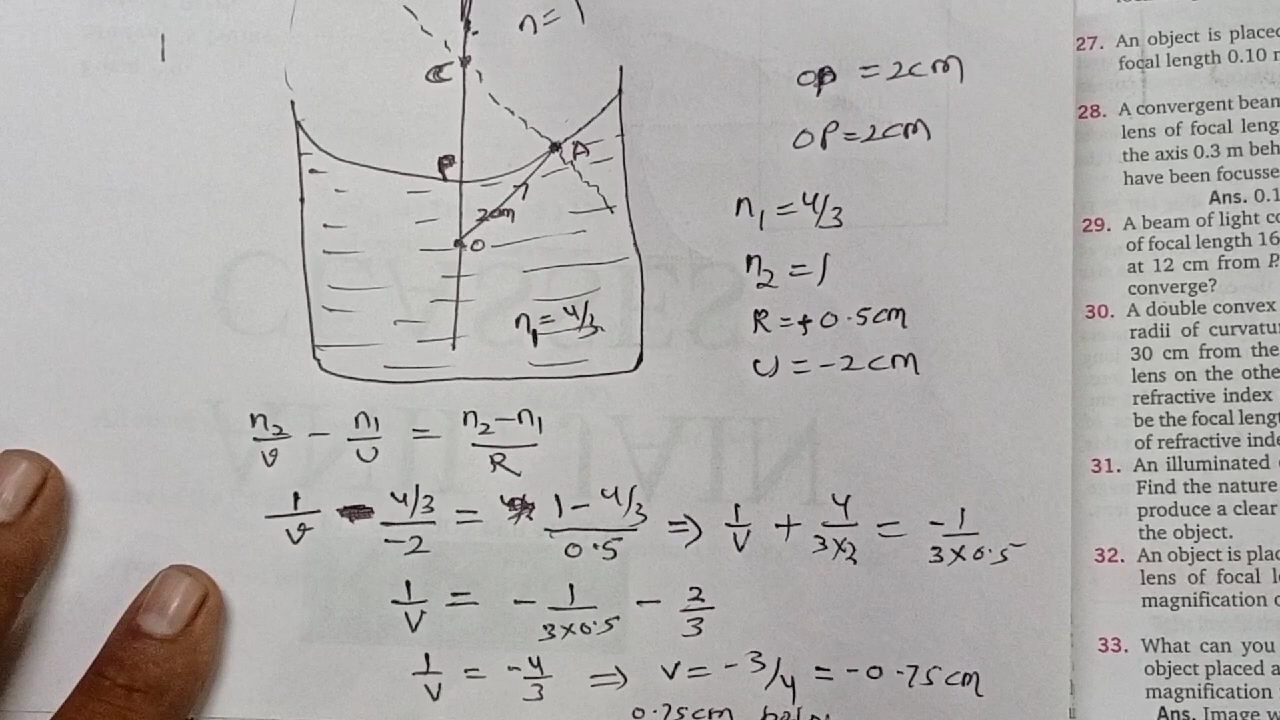 n = 1
C
OP = 2cm
OP = 2cm
P
A
2cm
O
n₁ = 4/3
n₁ = 4/3
n₂ = 1
R = +0.5cm
U = -2cm
n₂/v - n₁/U = n₂-n₁/R
1/v - 4/3/-2 = 1-4/3/0.5 ⇒ 1/v + 4/3×2 = -1/3×0.5
1/v = -1/3×0.5 - 2/3
1/v = -4/3 ⇒ v = -3/4 = -0.75cm
0.75cm
27. An object is placed
focal length 0.10
28. A convergent beam
lens of focal leng
the axis 0.3 m beh
have been focusse
Ans. 0.1
29. A beam of light co
of focal length 16
at 12 cm from P.
converge?
30. A double convex
radii of curvatu
30 cm from the
lens on the othe
refractive index
be the focal lengt
of refractive inde
31. An illuminated
Find the nature
produce a clear
the object.
32. An object is plac
lens of focal l
magnification
33. What can you
object placed a
magnification
Ans. Image w